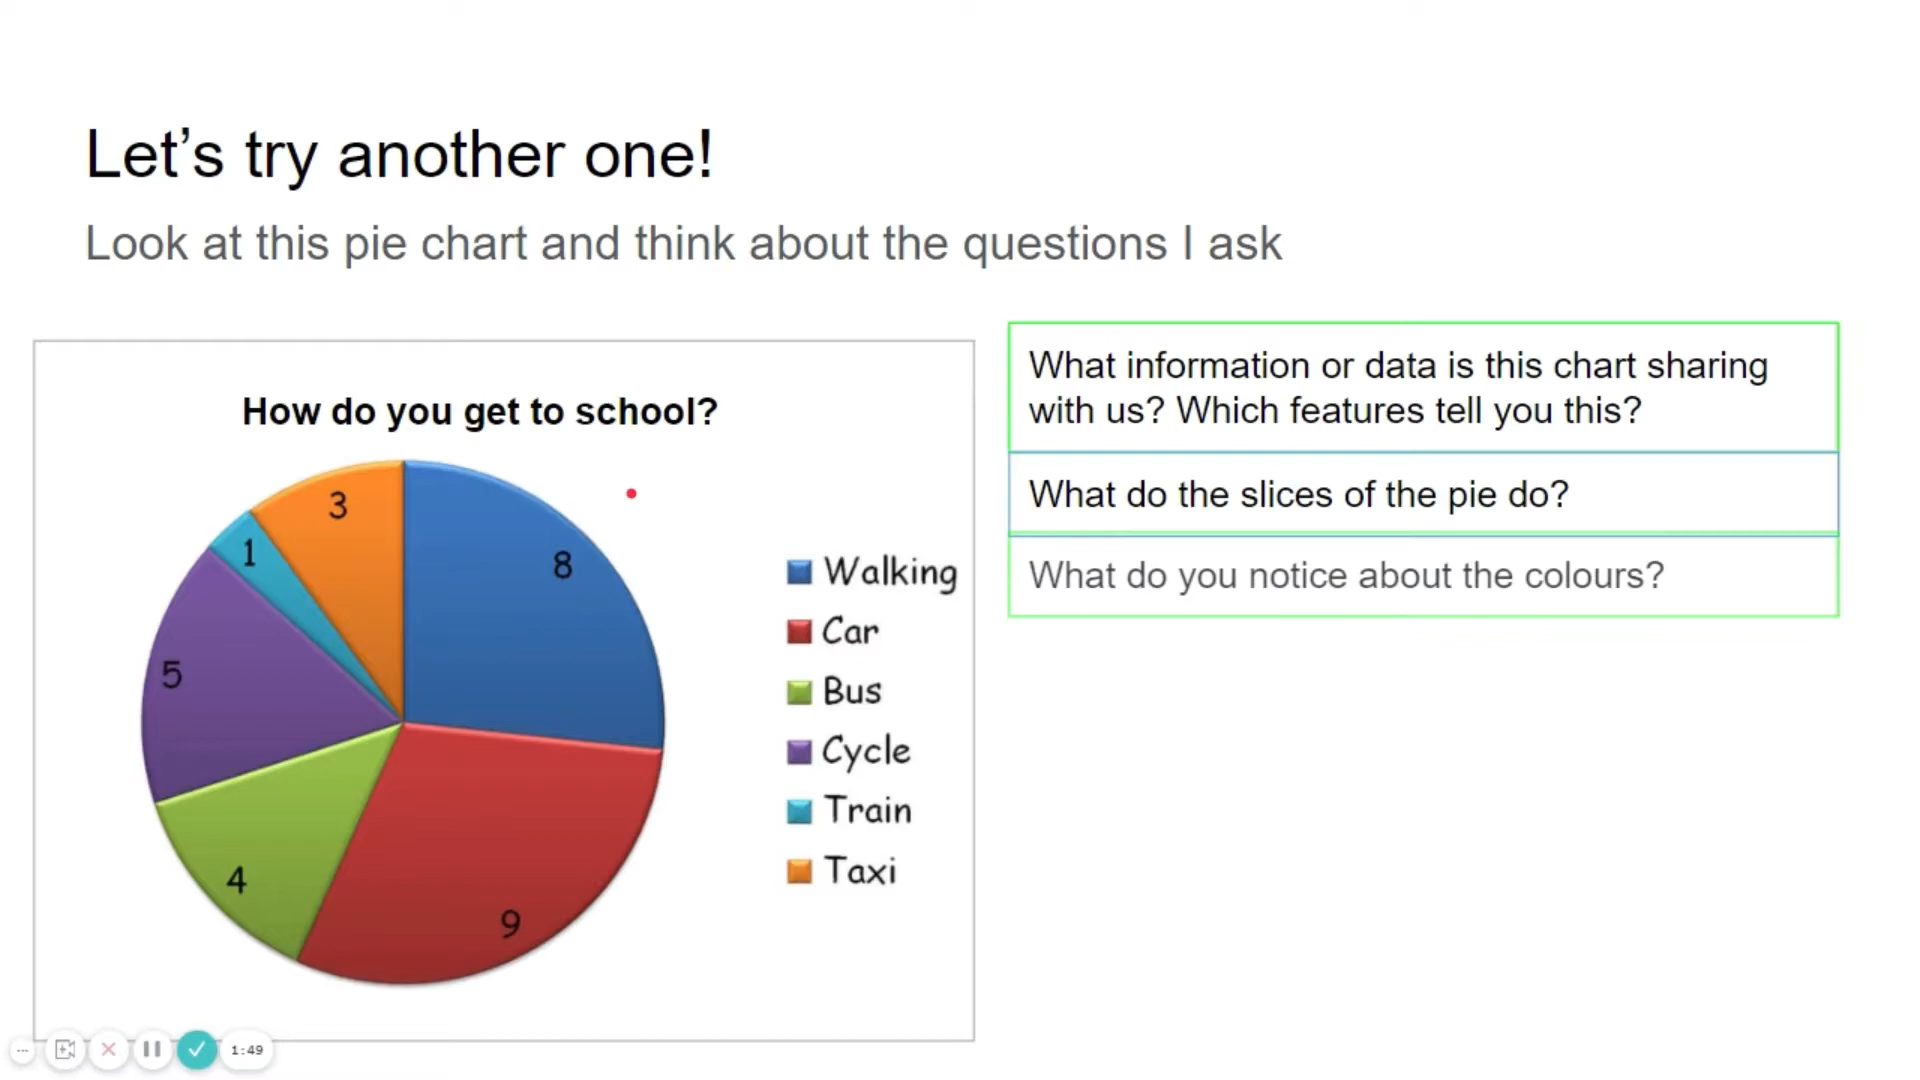 Let’s try another one!
Look at this pie chart and think about the questions I ask
How do you get to school?
3
8
1
5
4
9
Walking
Car
Bus
Cycle
Train
Taxi
What information or data is this chart sharing
with us? Which features tell you this?
What do the slices of the pie do?
What do you notice about the colours?
1:49